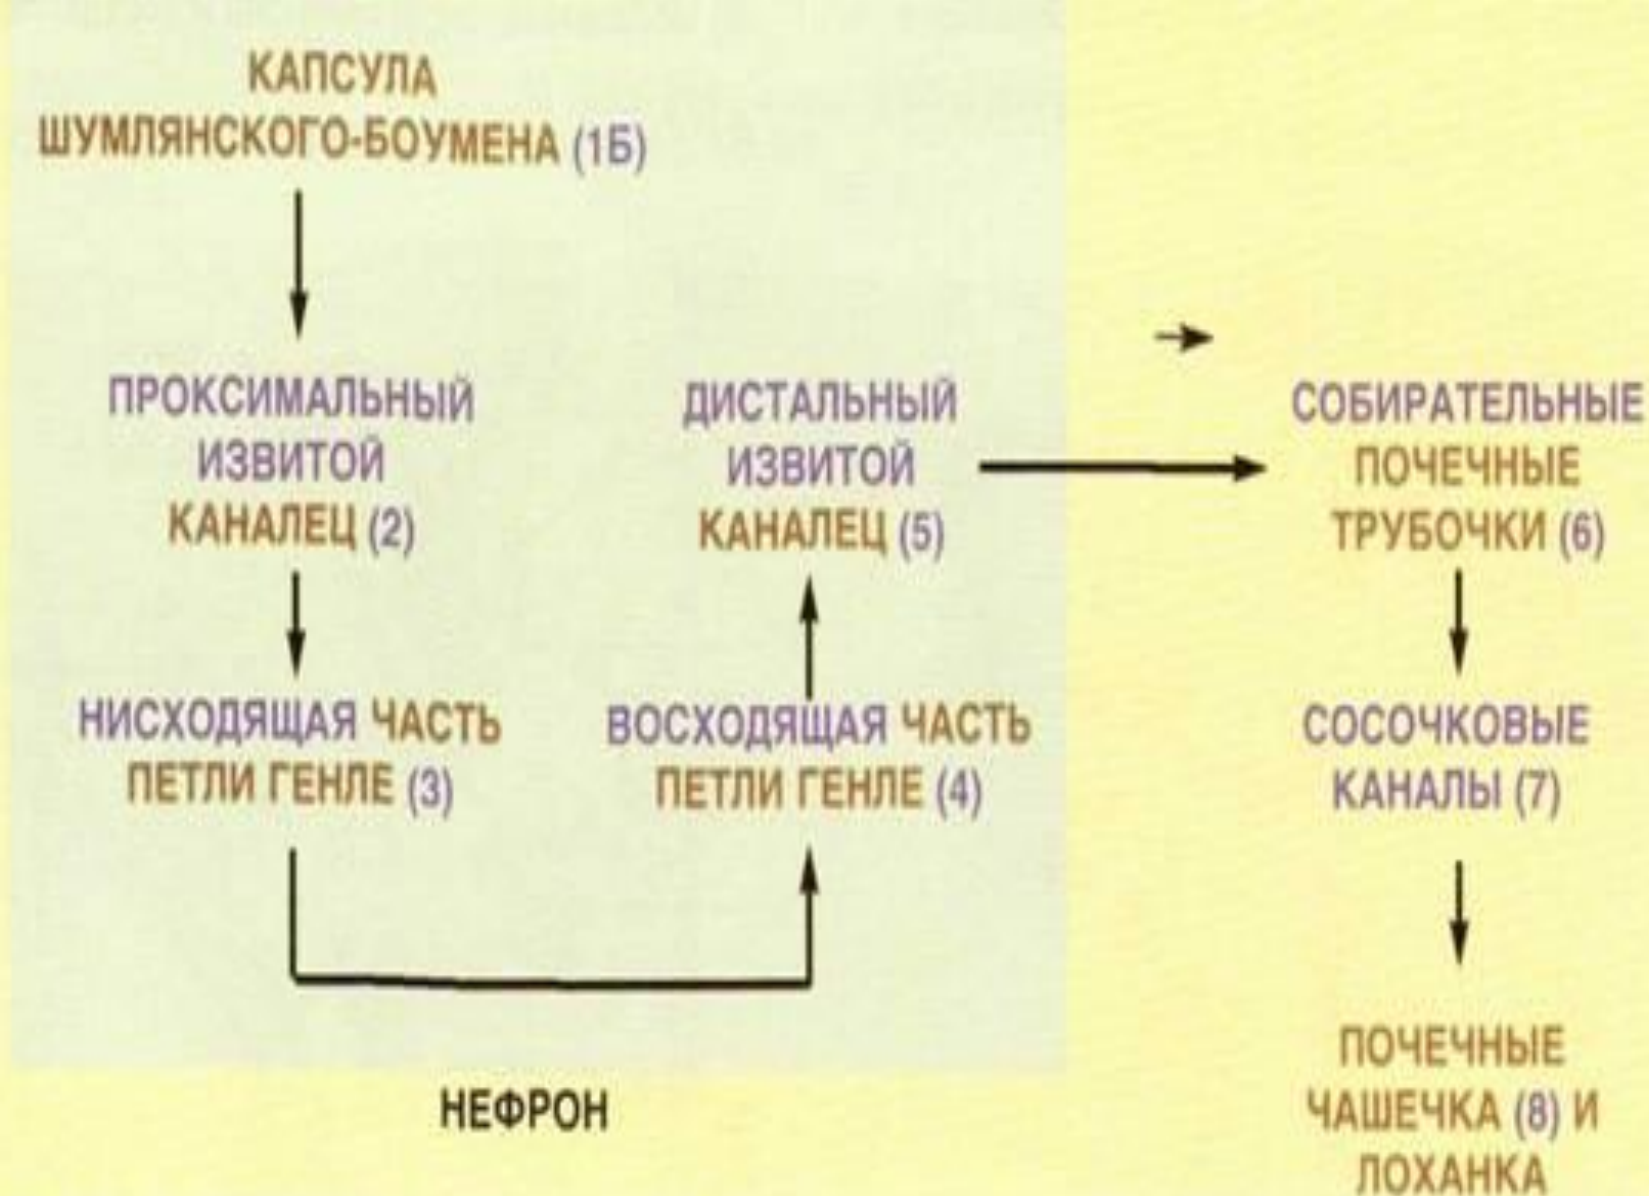 КАПСУЛА
ШУМЛЯНСКОГО-БОУМЕНА (1Б)
ПРОКСИМАЛЬНЫЙ
ИЗВИТОЙ
КАНАЛЕЦ (2)
НИСХОДЯЩАЯ ЧАСТЬ
ПЕТЛИ ГЕНЛЕ (3)
ВОСХОДЯЩАЯ ЧАСТЬ
ПЕТЛИ ГЕНЛЕ (4)
ДИСТАЛЬНЫЙ
ИЗВИТОЙ
КАНАЛЕЦ (5)
СОБИРАТЕЛЬНЫЕ
ПОЧЕЧНЫЕ
ТРУБОЧКИ (6)
СОСОЧКОВЫЕ
КАНАЛЫ (7)
ПОЧЕЧНЫЕ
ЧАШЕЧКА (8) И
ЛОХАНКА
НЕФРОН